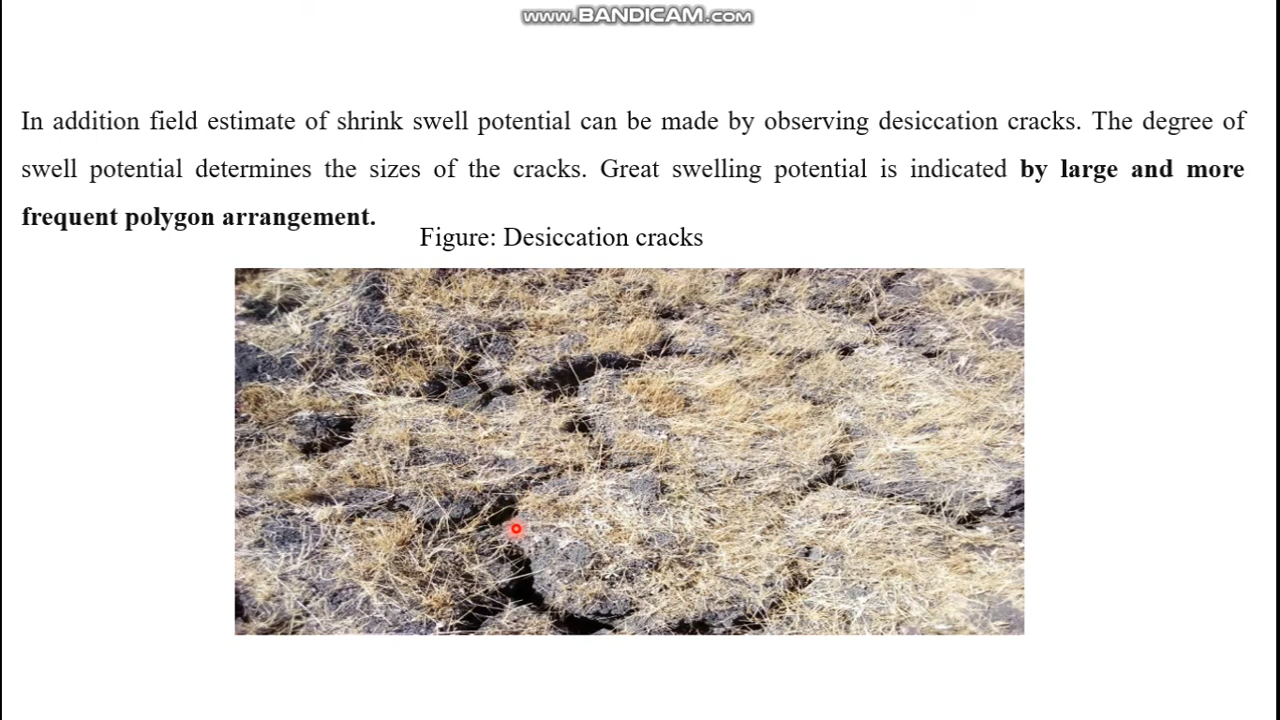 www.BANDICAM.com
In addition field estimate of shrink swell potential can be made by observing desiccation cracks. The degree of
swell potential determines the sizes of the cracks. Great swelling potential is indicated by large and more
frequent polygon arrangement.
Figure: Desiccation cracks